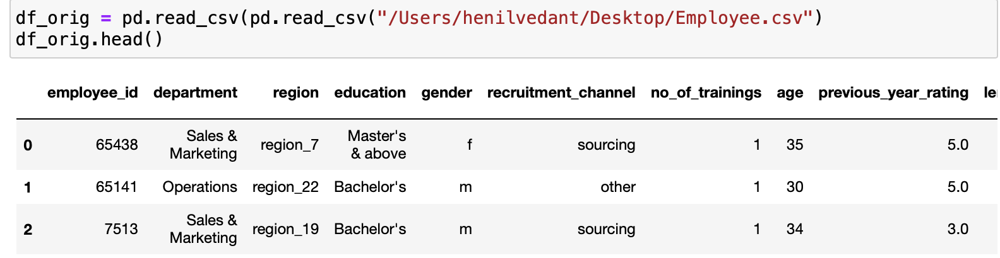 df_orig = pd.read_csv(pd.read_csv("/Users/henilvedant/Desktop/Employee.csv")
df_orig.head()
employee_id department region education gender recruitment_channel no_of_trainings age previous_year_rating le
0 65438 Sales & Marketing region_7 Master's & above f sourcing 1 35 5.0
1 65141 Operations region_22 Bachelor's m other 1 30 5.0
2 7513 Sales & Marketing region_19 Bachelor's m sourcing 1 34 3.0